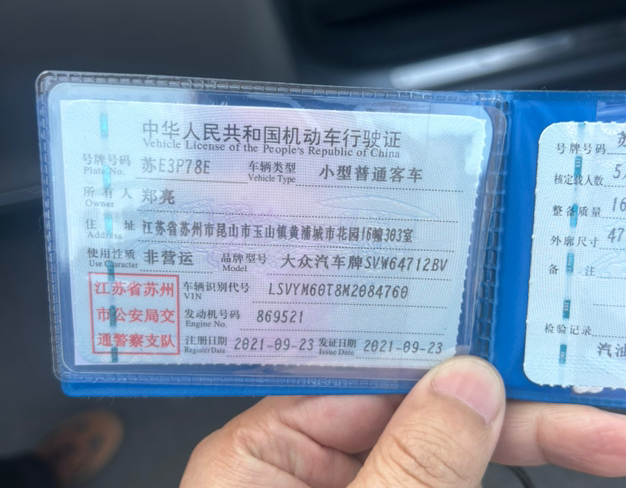 中华人民共和国机动车行驶证
Vehicle License of the People's Republic of China
号牌号码 苏E3P78E 车辆类型 小型普通客车
Plate No. Vehicle Type
所有人 郑亮
Owner
住址 江苏省苏州市昆山市玉山镇黄浦城市花园16幢303室
Address
使用性质 非营运 品牌型号 大众汽车牌SVW64712BV
Use Character Model
江苏省苏州
市公安局交
通警察支队
车辆识别代号 LSVYM60T8M2084760
VIN
发动机号码 869521
Engine No.
注册日期 2021-09-23 发证日期 2021-09-23
Register Date Issue Date
号牌号码 苏
核定载人数 5
整备质量 16
外廓尺寸 47
备注
检验记录
汽油